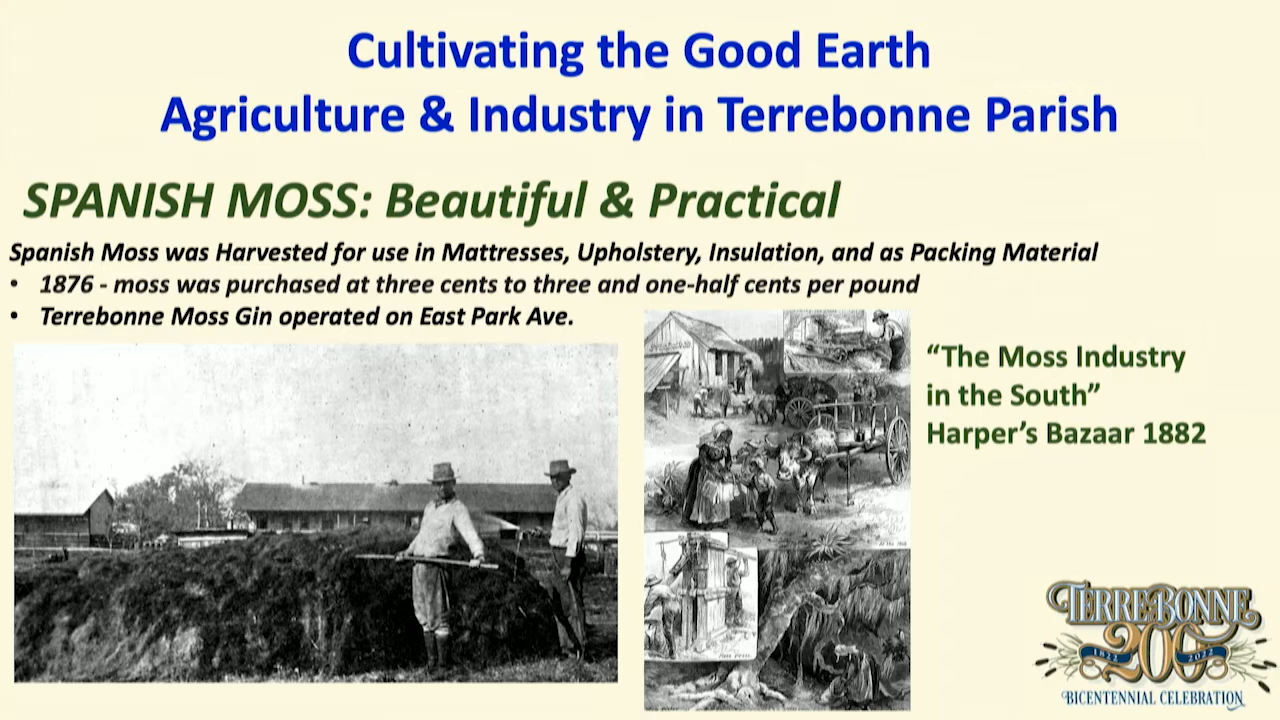 Cultivating the Good Earth
Agriculture & Industry in Terrebonne Parish
SPANISH MOSS: Beautiful & Practical
Spanish Moss was Harvested for use in Mattresses, Upholstery, Insulation, and as Packing Material
• 1876 - moss was purchased at three cents to three and one-half cents per pound
• Terrebonne Moss Gin operated on East Park Ave.
"The Moss Industry
in the South"
Harper's Bazaar 1882
TERREBONNE
200
1822 2022
BICENTENNIAL CELEBRATION